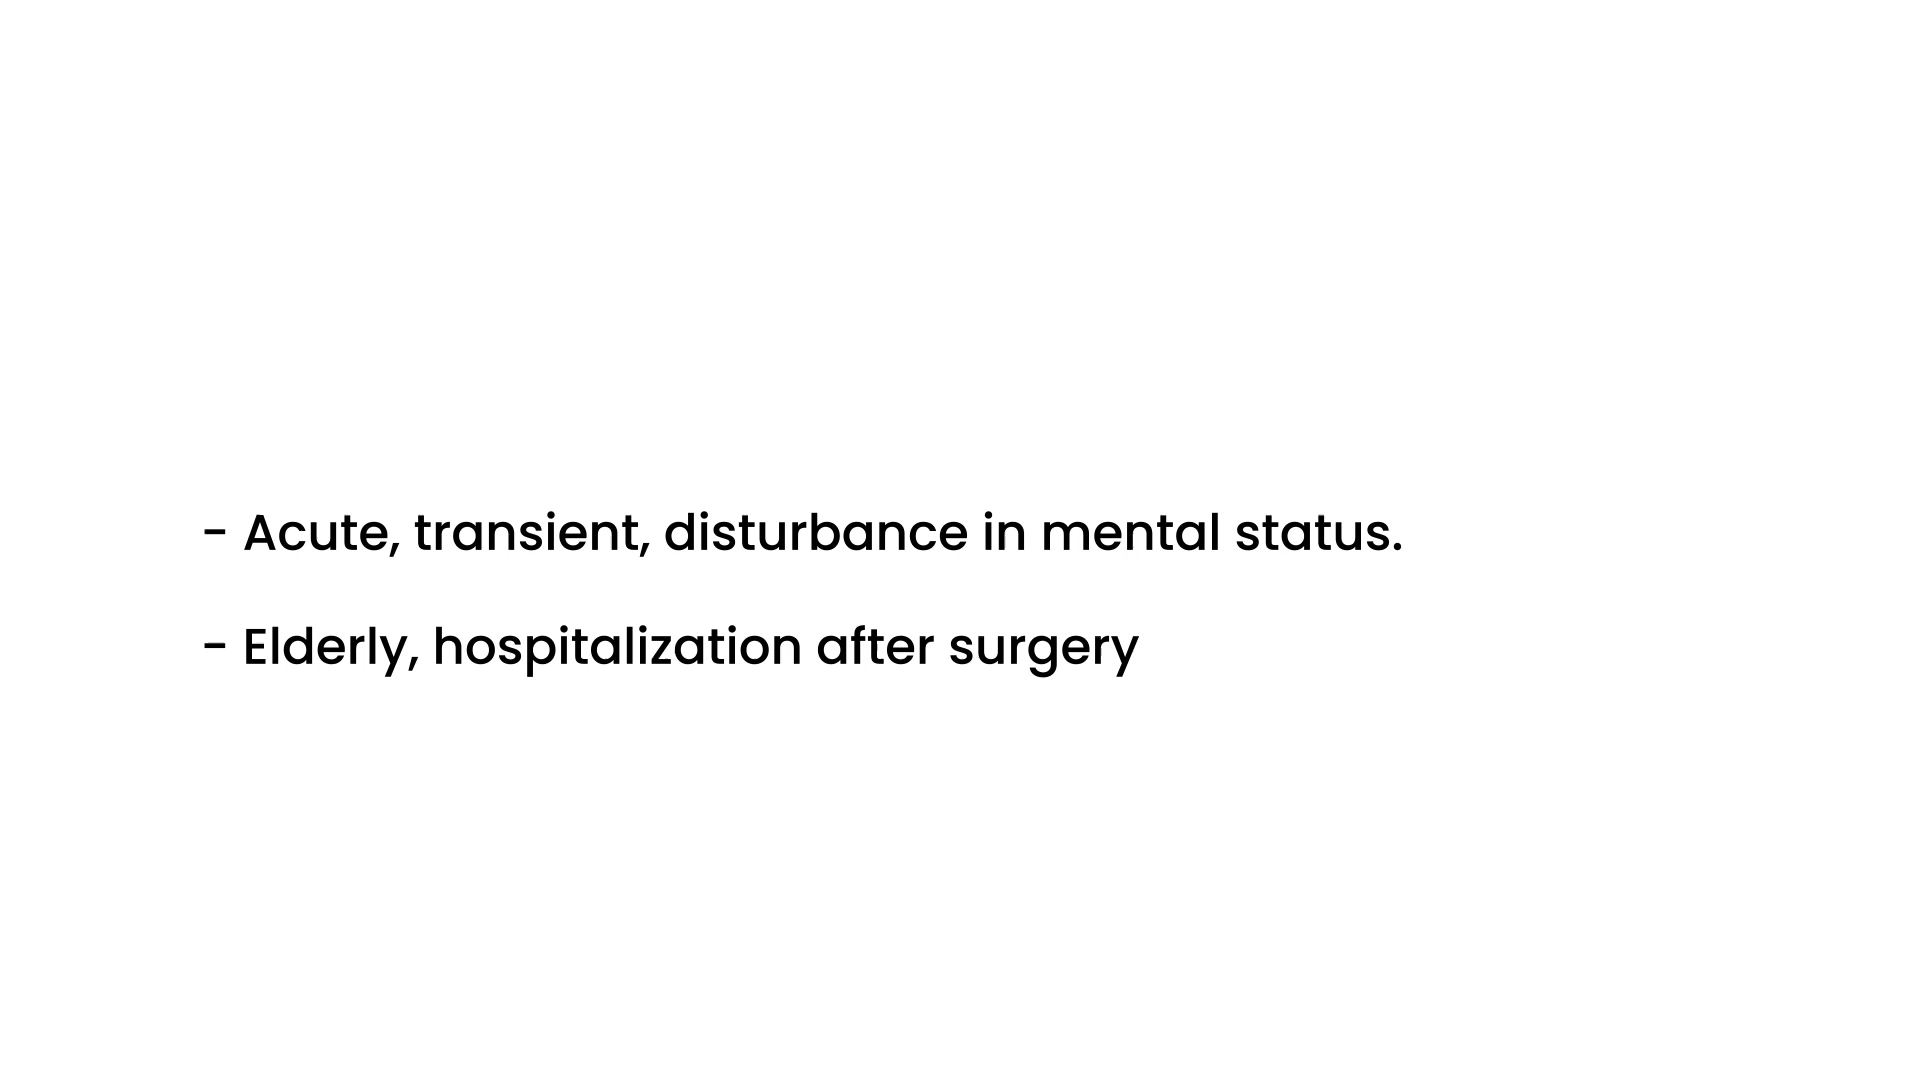 - Acute, transient, disturbance in mental status.
- Elderly, hospitalization after surgery